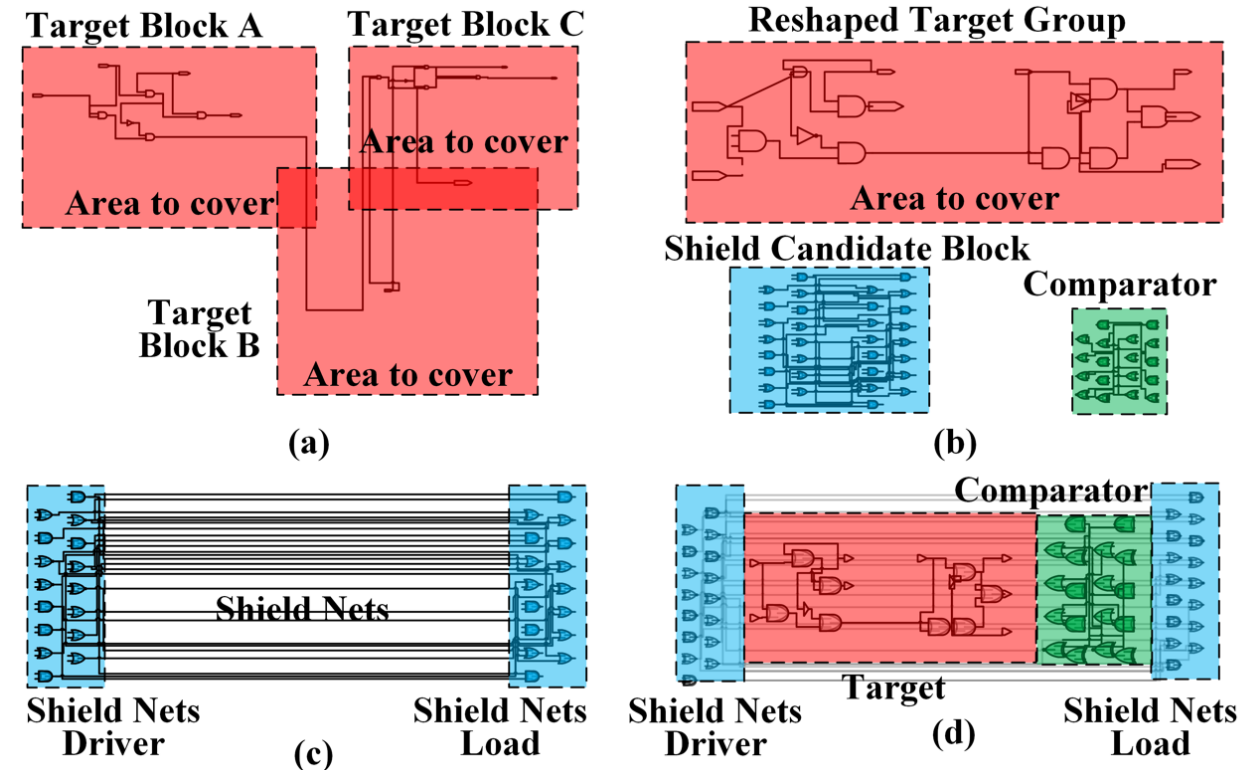 Target Block A
Target Block C
Area to cover
Area to cover
Target
Block B
Area to cover
(a)
Reshaped Target Group
Area to cover
Shield Candidate Block
Comparator
(b)
Shield Nets
Shield Nets
Driver
Shield Nets
Load
(c)
Comparator
Target
Shield Nets
Driver
Shield Nets
Load
(d)